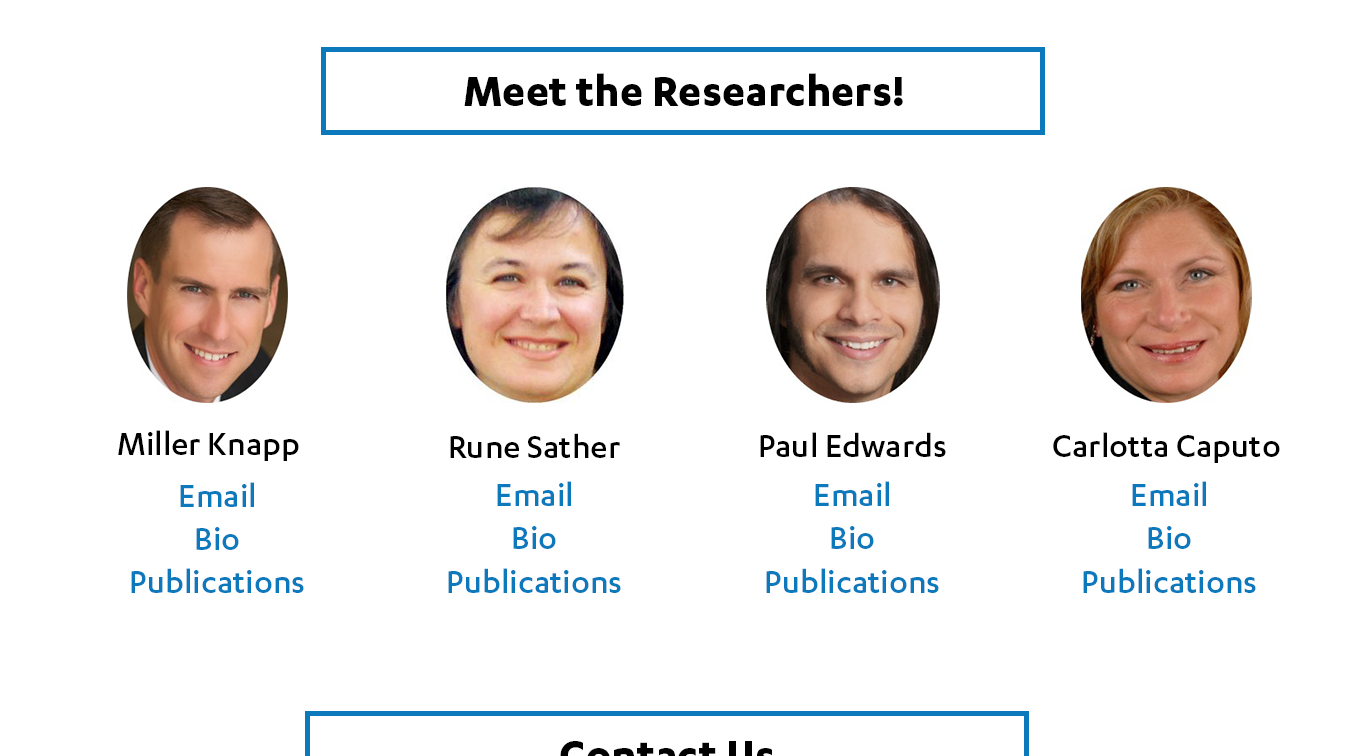 Meet the Researchers!
Miller Knapp
Rune Sather
Paul Edwards
Carlotta Caputo
Email
Email
Email
Email
Bio
Bio
Bio
Bio
Publications
Publications
Publications
Publications
Contact Us